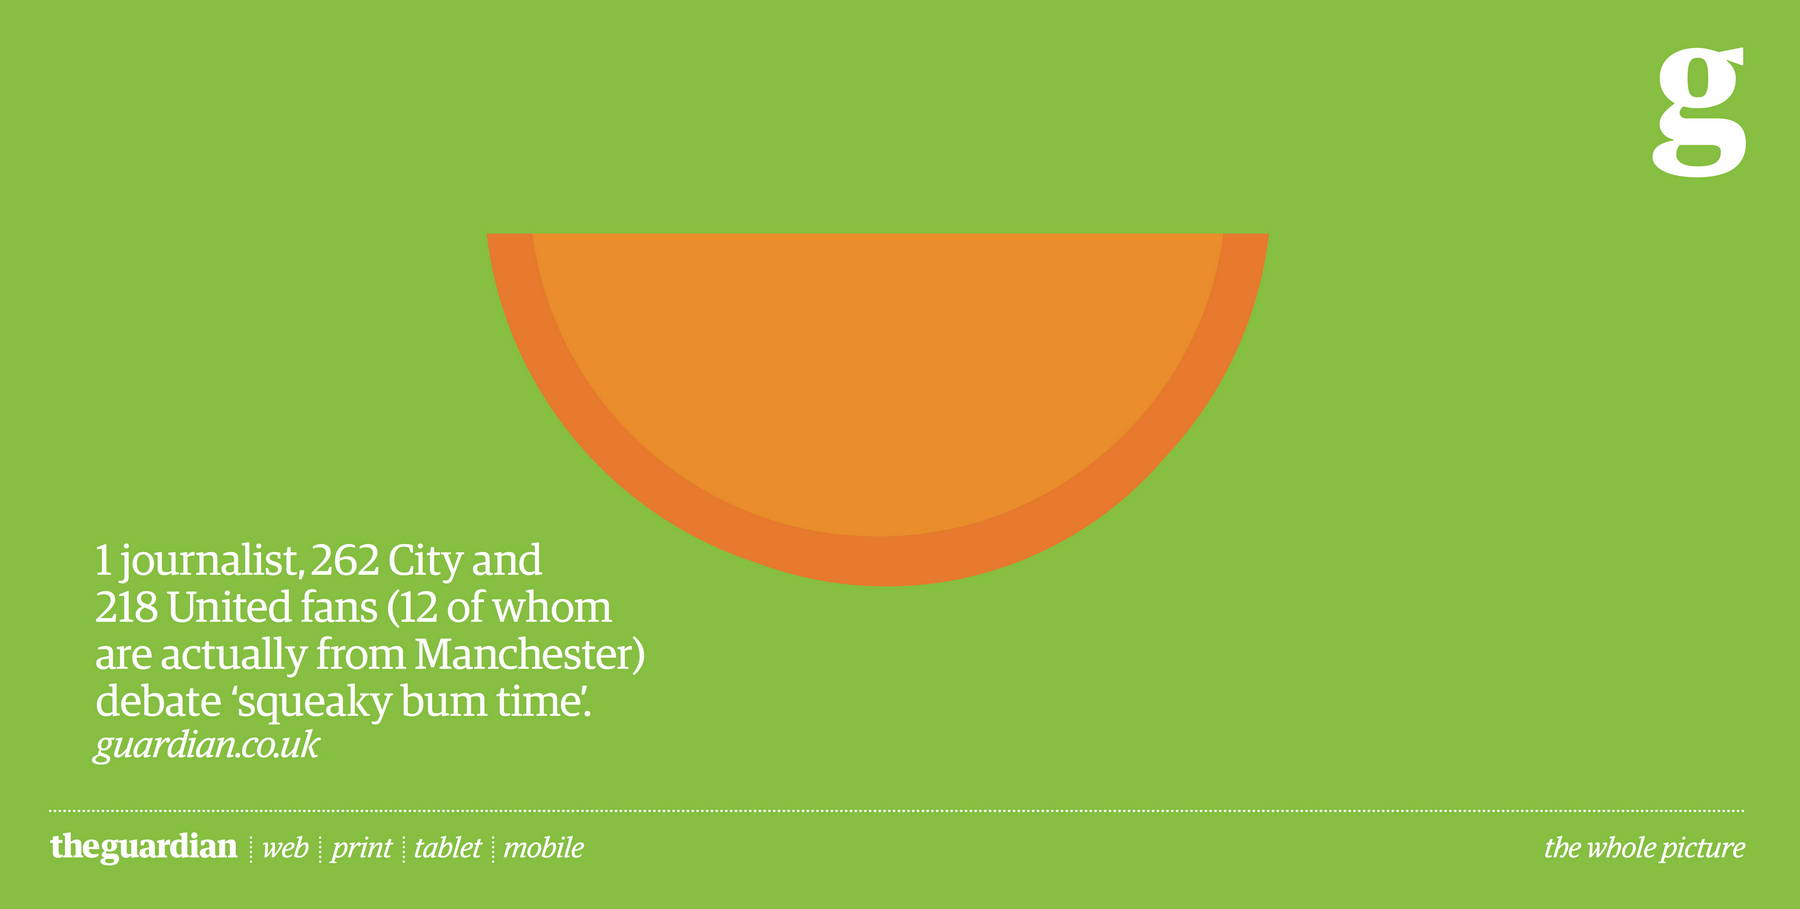 g
1 journalist, 262 City and
218 United fans (12 of whom
are actually from Manchester)
debate ‘squeaky bum time’.
guardian.co.uk
theguardian web print tablet mobile
the whole picture